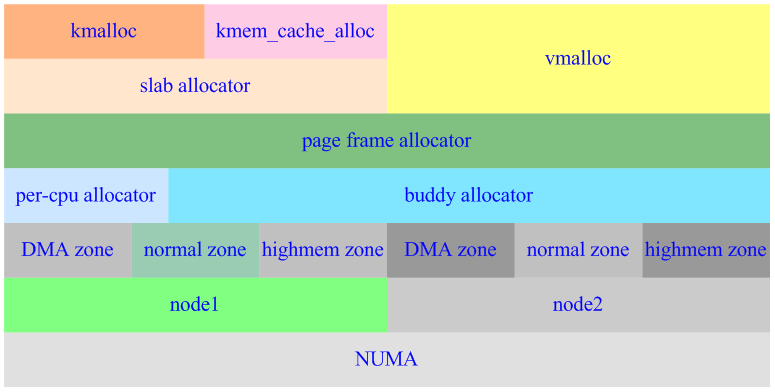 kmalloc
kmem_cache_alloc
vmalloc
slab allocator
page frame allocator
per-cpu allocator
buddy allocator
DMA zone
normal zone
highmem zone
DMA zone
normal zone
highmem zone
node1
node2
NUMA